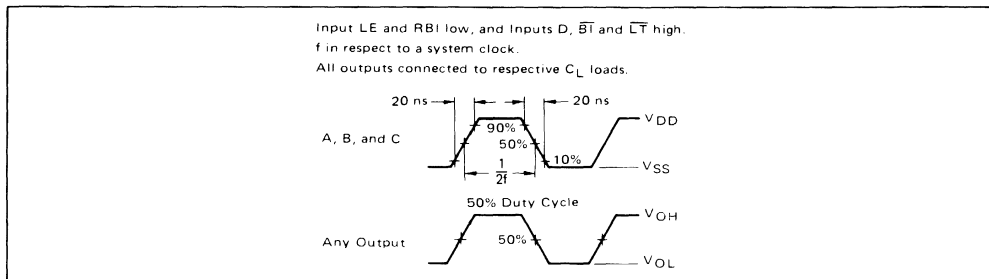 Input LE and RBI low, and Inputs D, B̅I̅ and L̅T̅ high.
f in respect to a system clock.
All outputs connected to respective CL loads.
20 ns
20 ns
A, B, and C
90%
50%
10%
VDD
VSS
1
2f
50% Duty Cycle
Any Output
50%
VOH
VOL